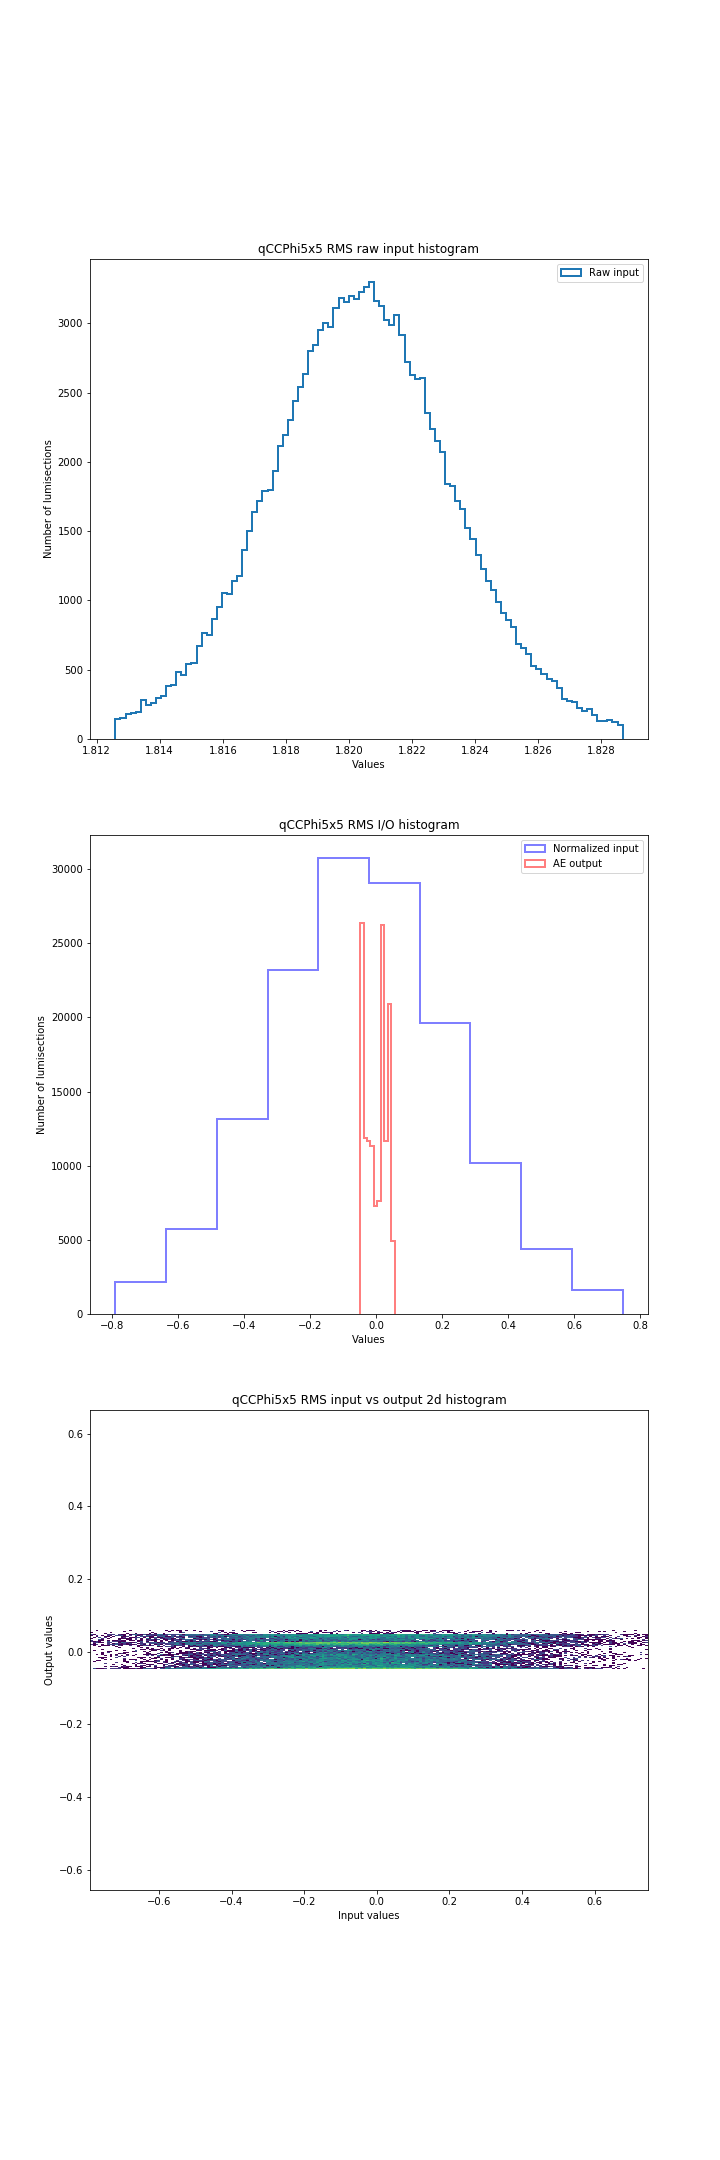 qCCPhi5x5 RMS raw input histogram
Raw input
3000
2500
2000
1500
1000
500
0
Number of lumisections
1.812 1.814 1.816 1.818 1.820 1.822 1.824 1.826 1.828
Values
qCCPhi5x5 RMS I/O histogram
Normalized input
AE output
30000
25000
20000
15000
10000
5000
0
Number of lumisections
−0.8 −0.6 −0.4 −0.2 0.0 0.2 0.4 0.6 0.8
Values
qCCPhi5x5 RMS input vs output 2d histogram
0.6
0.4
0.2
0.0
−0.2
−0.4
−0.6
Output values
−0.6 −0.4 −0.2 0.0 0.2 0.4 0.6
Input values